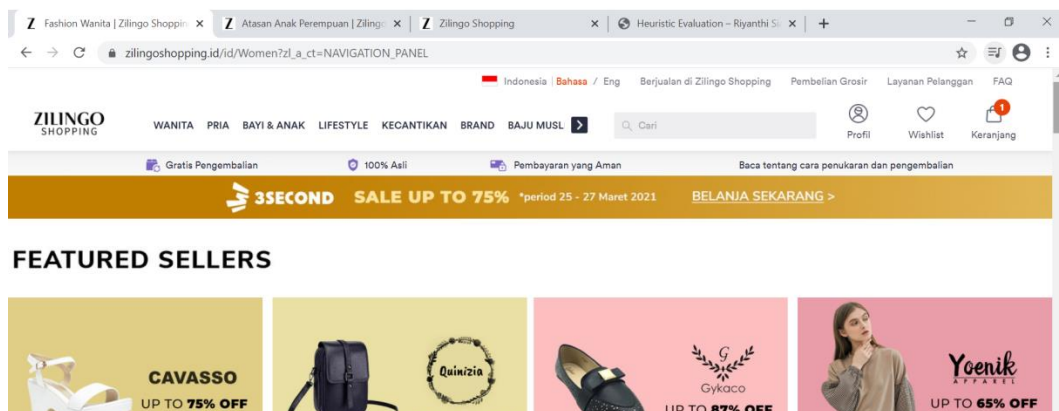 Fashion Wanita | Zilingo Shoppin
Atasan Anak Perempuan | Zilingo
Zilingo Shopping
Heuristic Evaluation – Riyanthi Si
zilingoshopping.id/id/Women?zl_a_ct=NAVIGATION_PANEL
Indonesia | Bahasa / Eng Berjualan di Zilingo Shopping Pembelian Grosir Layanan Pelanggan FAQ
ZILINGO
SHOPPING
WANITA PRIA BAYI & ANAK LIFESTYLE KECANTIKAN BRAND BAJU MUSL
Cari
1
Profil Wishlist Keranjang
Gratis Pengembalian 100% Asli Pembayaran yang Aman Baca tentang cara penukaran dan pengembalian
3SECOND SALE UP TO 75% *period 25 - 27 Maret 2021 BELANJA SEKARANG >
FEATURED SELLERS
CAVASSO
UP TO 75% OFF
Quinizia
G
Gykaco
UP TO 87% OFF
Yoenik
APPAREL
UP TO 65% OFF